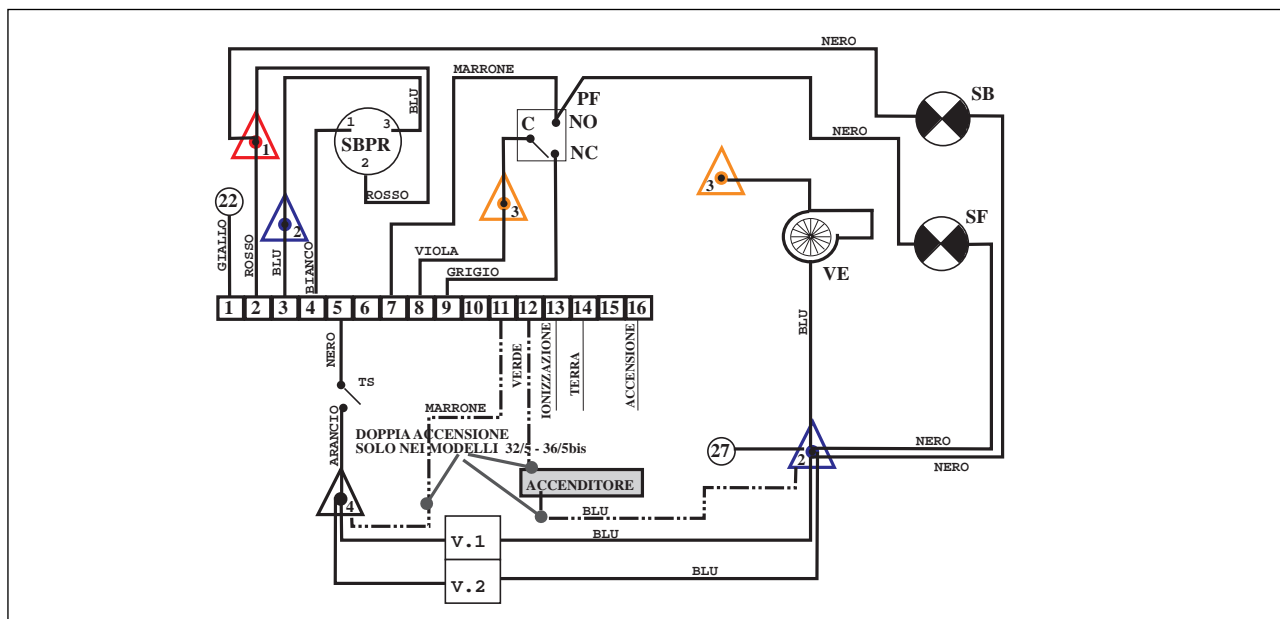 NERO
MARRONE
SB
PF
BLU
1
3
C
NO
SBPR
NERO
1
2
NC
3
ROSSO
22
3
SF
2
GIALLO
ROSSO
BLU
BIANCO
VIOLA
GRIGIO
VE
1 2 3 4 5 6 7 8 9 10 11 12 13 14 15 16
BLU
NERO
VERDE
IONIZZAZIONE
TERRA
ACCENSIONE
TS
MARRONE
ARANCIO
DOPPIA ACCENSIONE
SOLO NEI MODELLI 32/5 - 36/5bis
NERO
27
2
NERO
ACCENDITORE
4
BLU
V.1
BLU
V.2
BLU